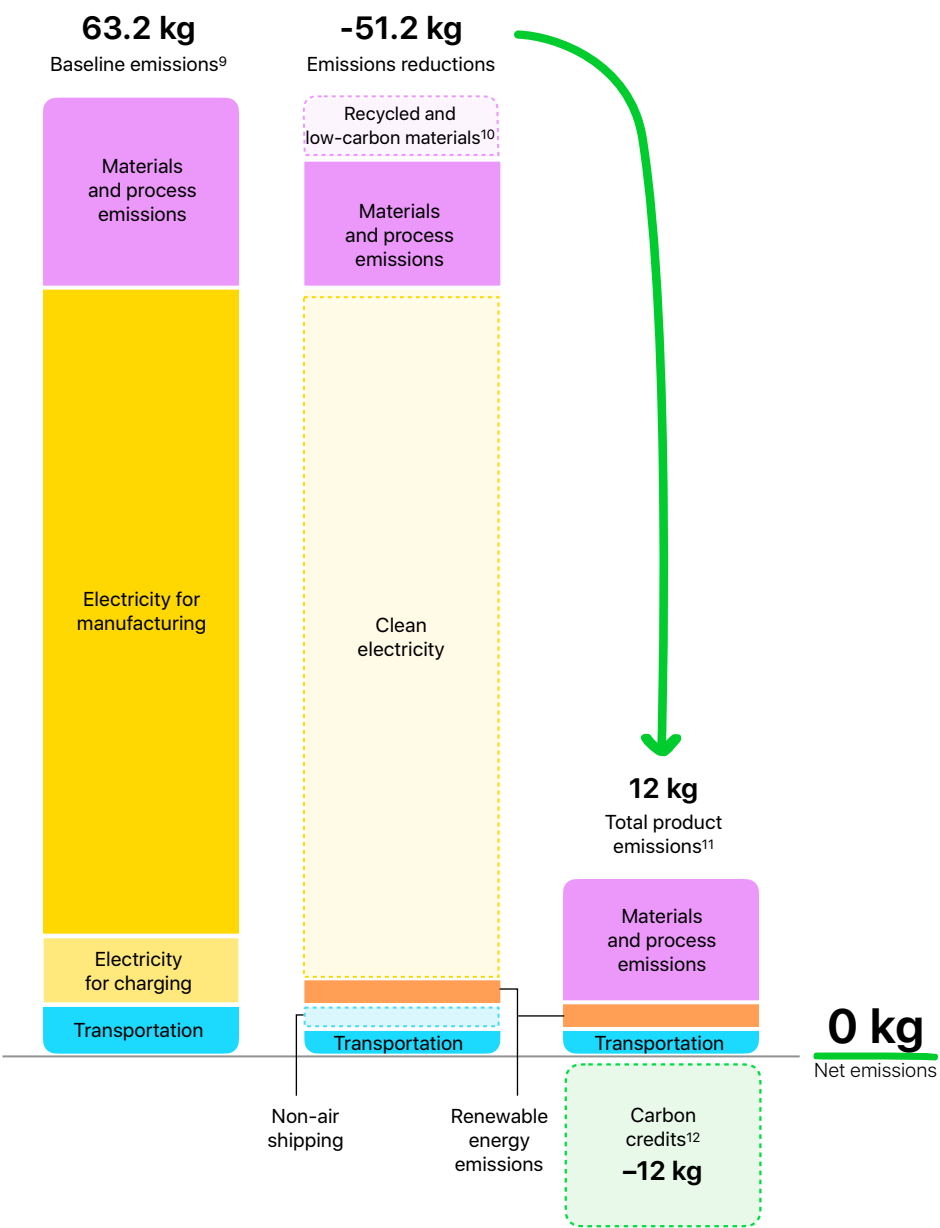 63.2 kg
Baseline emissions⁹
Materials
and process
emissions
Electricity for
manufacturing
Electricity
for charging
Transportation
-51.2 kg
Emissions reductions
Recycled and
low-carbon materials¹⁰
Materials
and process
emissions
Clean
electricity
Transportation
Non-air
shipping
Renewable
energy
emissions
12 kg
Total product
emissions¹¹
Materials
and process
emissions
Transportation
Carbon
credits¹²
–12 kg
0 kg
Net emissions